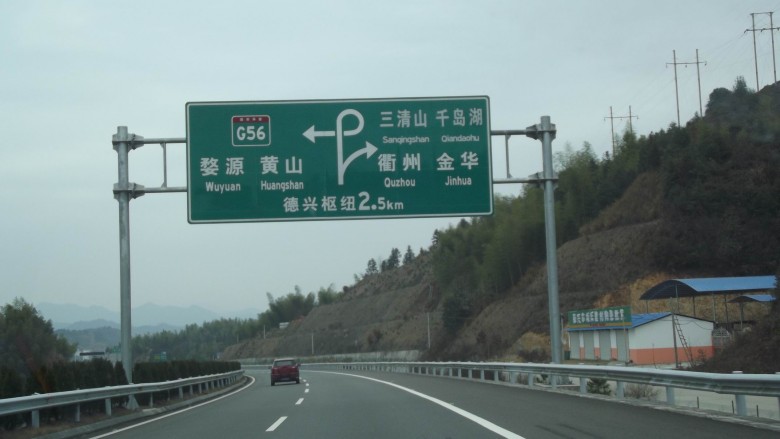 G56
婺源 黄山
Wuyuan Huangshan
三清山 千岛湖
Sanqingshan Qiandaohu
衢州 金华
Quzhou Jinhua
德兴枢纽2.5km